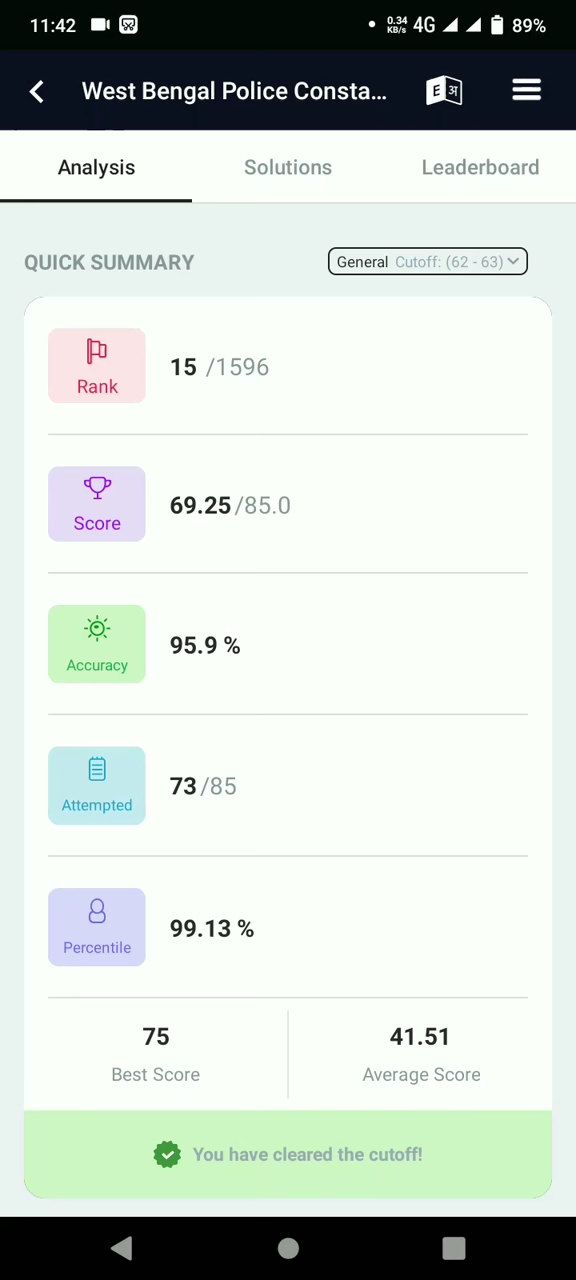 11:42 0.34 KB/s 4G 89%
West Bengal Police Consta... E अ
Analysis Solutions Leaderboard
QUICK SUMMARY General Cutoff: (62 - 63)
Rank 15 /1596
Score 69.25/85.0
Accuracy 95.9 %
Attempted 73/85
Percentile 99.13 %
75 41.51
Best Score Average Score
You have cleared the cutoff!